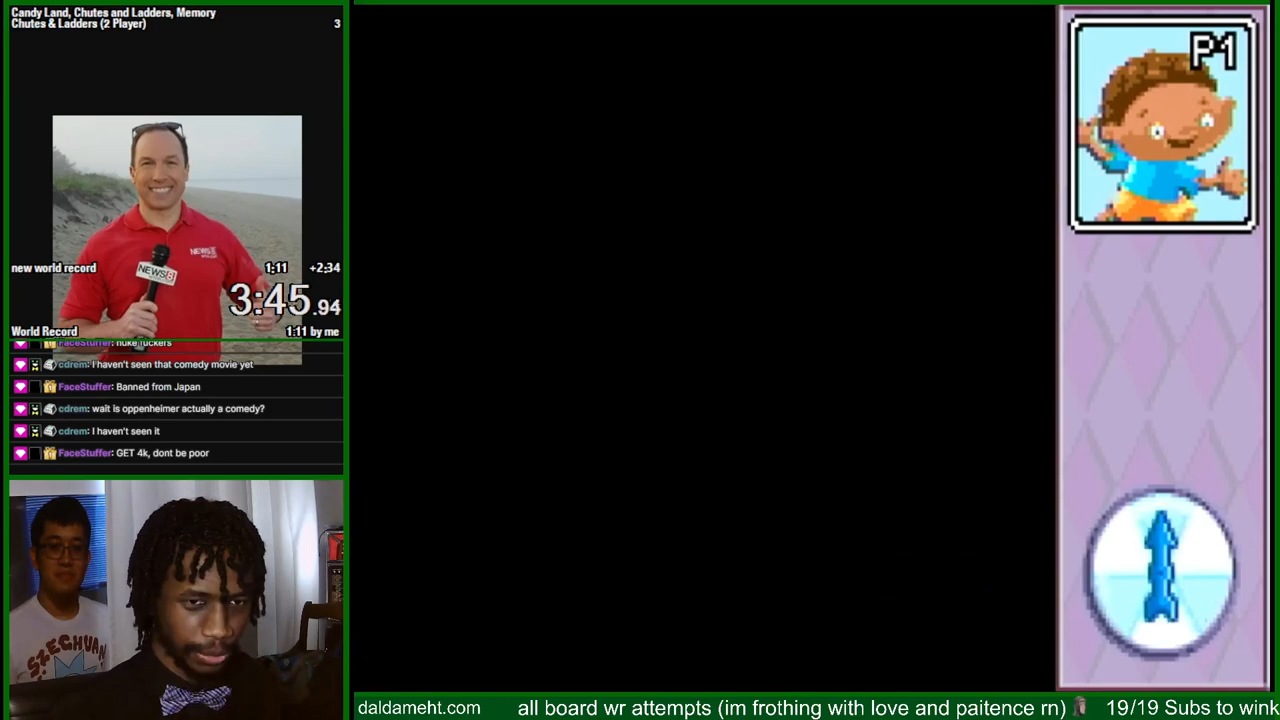 Candy Land, Chutes and Ladders, Memory
Chutes & Ladders (2 Player) 3
P1
NEWS 8
NEWS 8
new world record 1:11 +2:34
3:45.94
World Record 1:11 by me
FaceStuffer: nuke fuckers
cdrem: I haven't seen that comedy movie yet
FaceStuffer: Banned from Japan
cdrem: wait is oppenheimer actually a comedy?
cdrem: I haven't seen it
FaceStuffer: GET 4k, dont be poor
SZECHUAN
daldameht.com all board wr attempts (im frothing with love and paitence rn) 19/19 Subs to wink